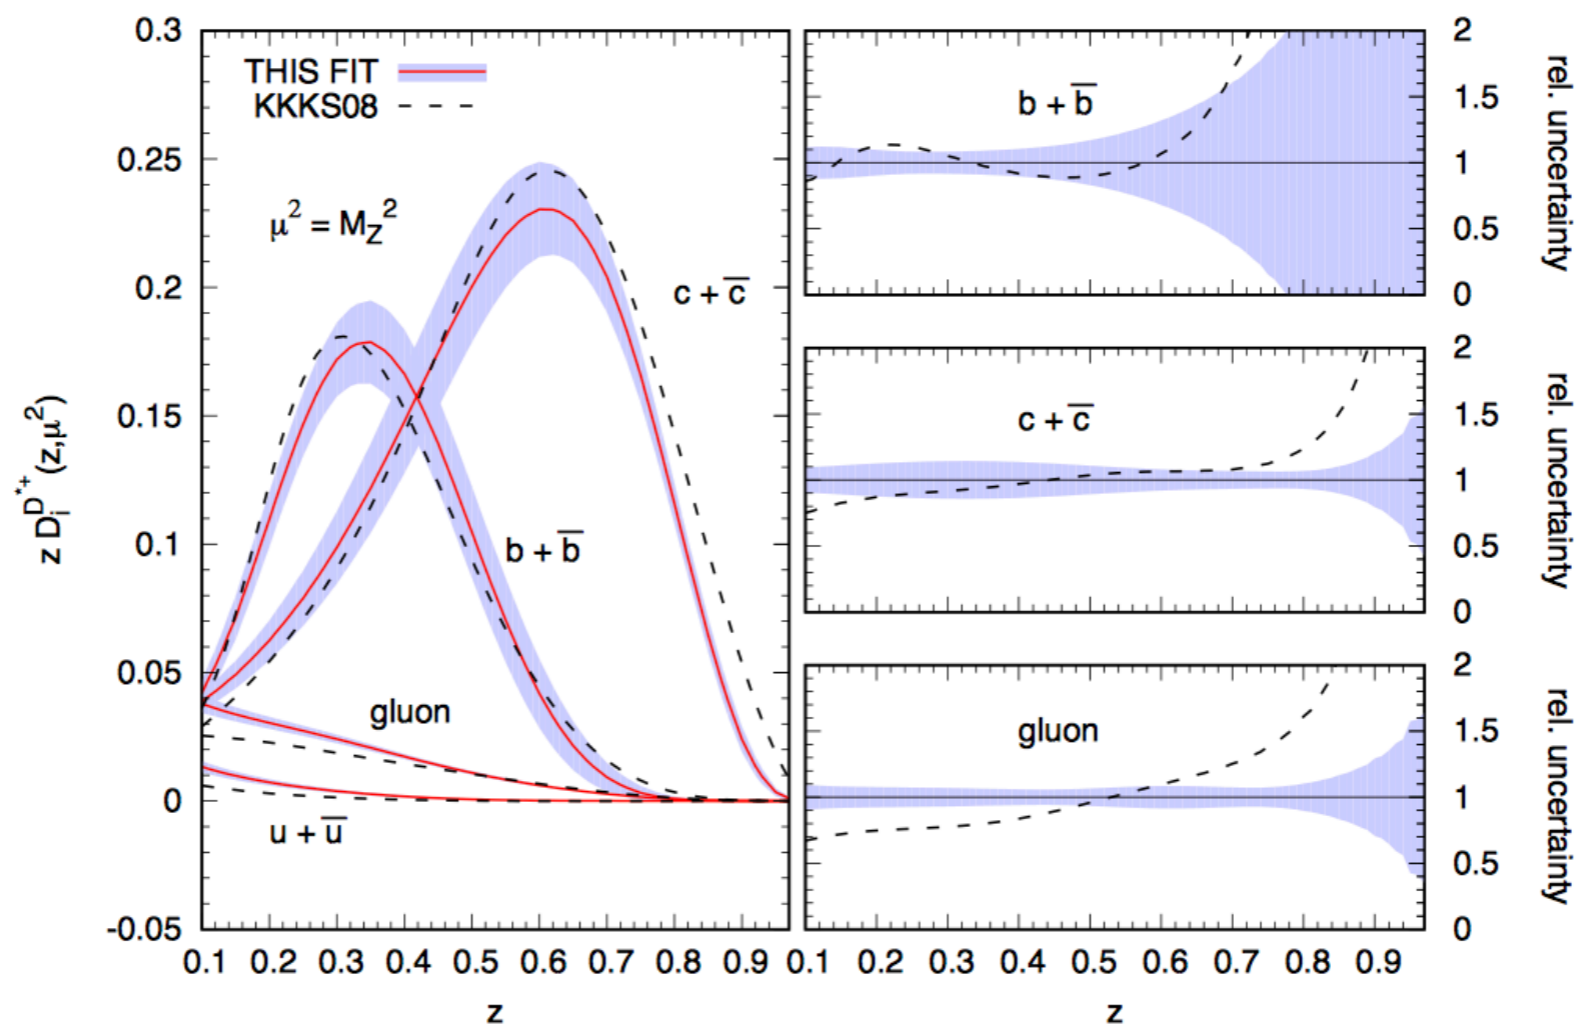 0.3
0.25
0.2
0.15
0.1
0.05
0
-0.05
z D_i^{D*+}(z,μ²)
THIS FIT
KKKS08
μ² = M_Z²
c + c̅
b + b̅
gluon
u + u̅
0.1 0.2 0.3 0.4 0.5 0.6 0.7 0.8 0.9
z
b + b̅
2
1.5
1
0.5
0
rel. uncertainty
c + c̅
2
1.5
1
0.5
0
rel. uncertainty
gluon
2
1.5
1
0.5
0
rel. uncertainty
0.1 0.2 0.3 0.4 0.5 0.6 0.7 0.8 0.9
z